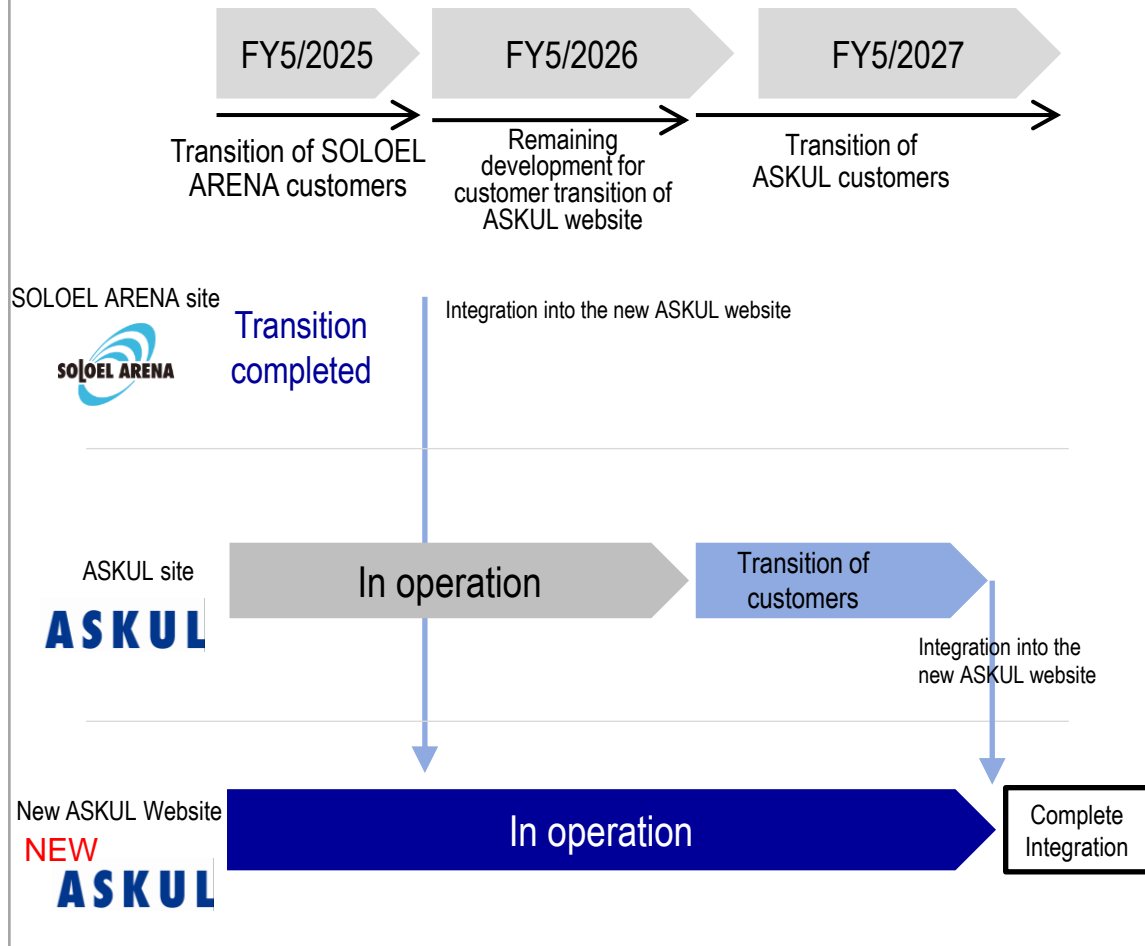 FY5/2025
FY5/2026
FY5/2027
Transition of SOLOEL
ARENA customers
Remaining
development for
customer transition of
ASKUL website
Transition of
ASKUL customers
SOLOEL ARENA site
SOLOEL ARENA
Transition
completed
Integration into the new ASKUL website
ASKUL site
ASKUL
In operation
Transition of
customers
Integration into the
new ASKUL website
New ASKUL Website
NEW
ASKUL
In operation
Complete
Integration